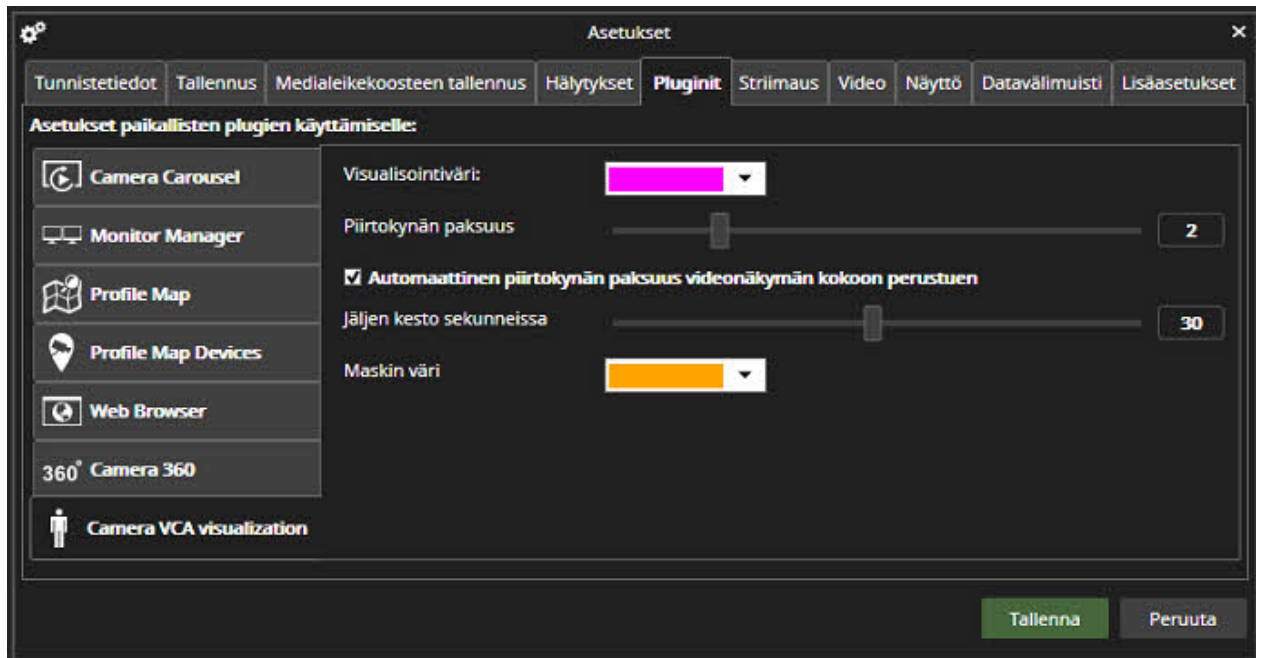 Asetukset
Tunnistetiedot Tallennus Medialeikekoosteen tallennus Hälytykset Pluginit Striimaus Video Näyttö Datavälimuisti Lisäasetukset
Asetukset paikallisten plugien käyttämiselle:
Camera Carousel
Monitor Manager
Profile Map
Profile Map Devices
Web Browser
360° Camera 360
Camera VCA visualization
Visualisointiväri:
Piirtokynän paksuus 2
Automaattinen piirtokynän paksuus videonäkymän kokoon perustuen
Jäljen kesto sekunneissa 30
Maskin väri
Tallenna Peruuta